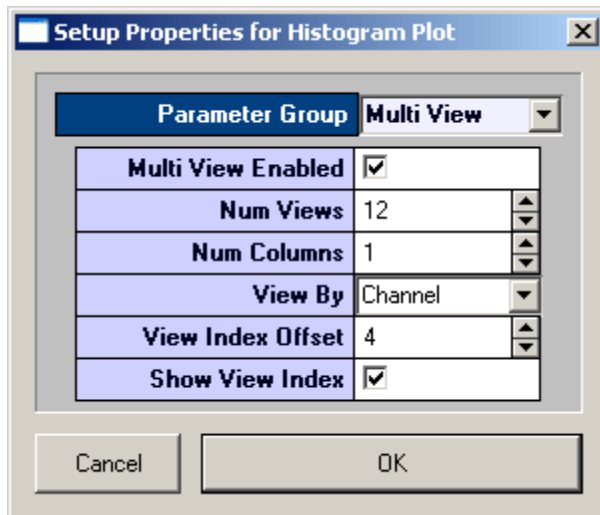 Setup Properties for Histogram Plot
Parameter Group Multi View
Multi View Enabled
Num Views 12
Num Columns 1
View By Channel
View Index Offset 4
Show View Index
Cancel OK